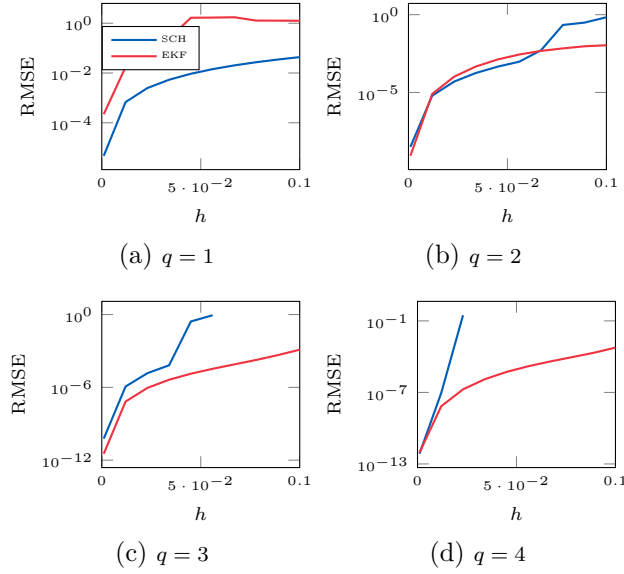 10^0
10^−2
10^−4
RMSE
SCH
EKF
0
5 · 10^−2
0.1
h
(a) q = 1
10^0
10^−5
RMSE
0
5 · 10^−2
0.1
h
(b) q = 2
10^0
10^−6
10^−12
RMSE
0
5 · 10^−2
0.1
h
(c) q = 3
10^−1
10^−7
10^−13
RMSE
0
5 · 10^−2
0.1
h
(d) q = 4